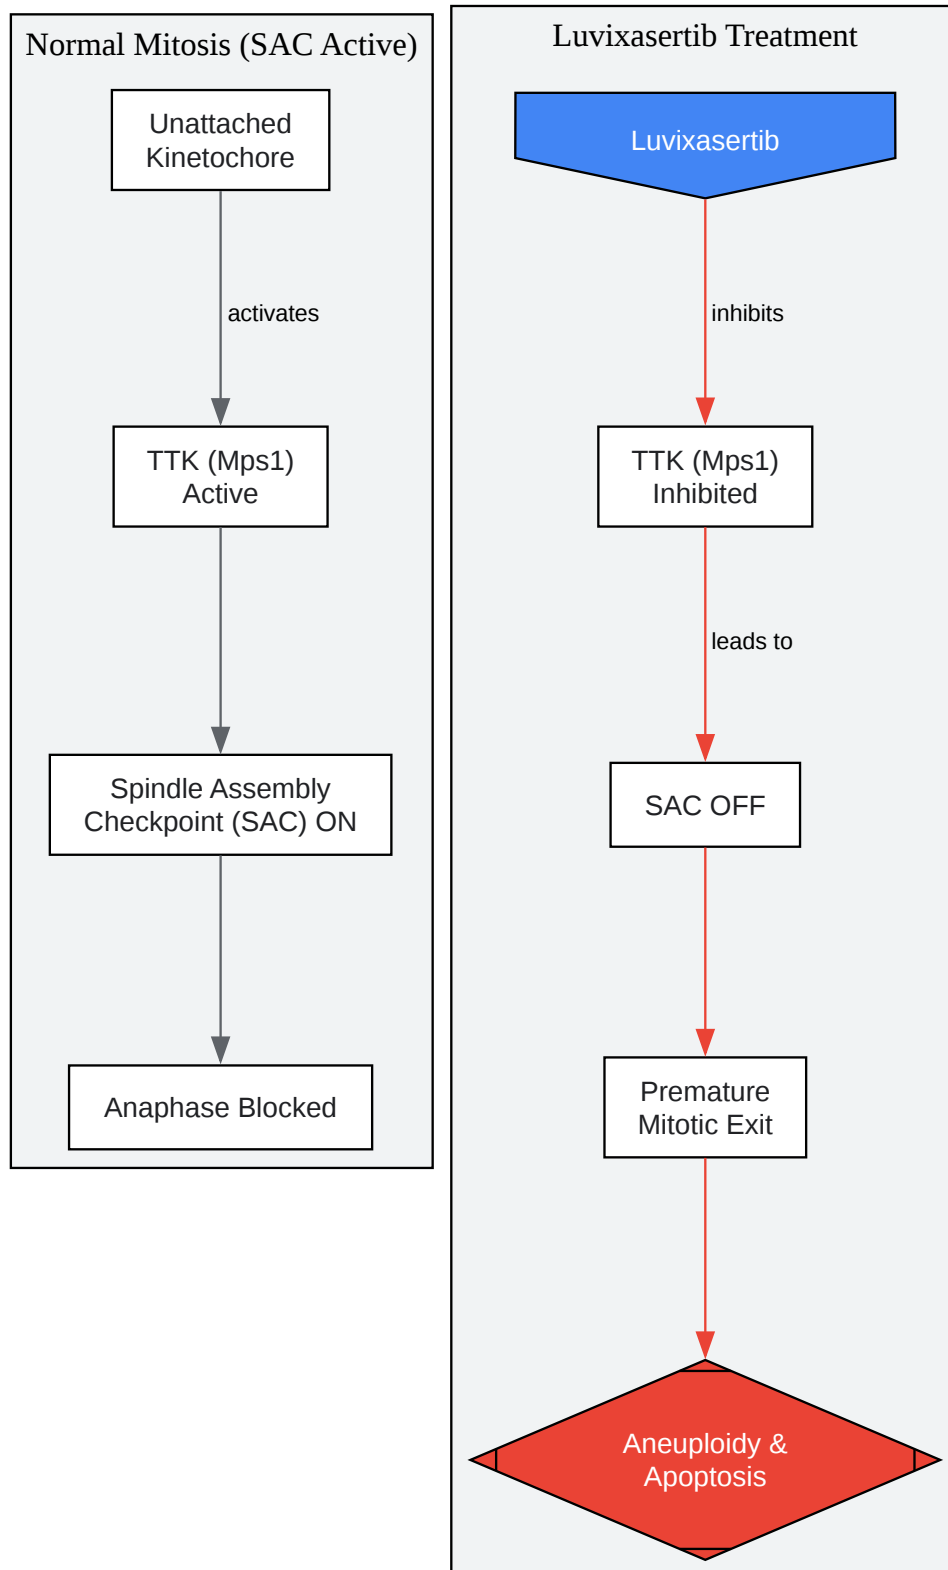 Normal Mitosis (SAC Active)
Unattached
Kinetochore
activates
TTK (Mps1)
Active
Spindle Assembly
Checkpoint (SAC) ON
Anaphase Blocked
Luvixasertib Treatment
Luvixasertib
inhibits
TTK (Mps1)
Inhibited
leads to
SAC OFF
Premature
Mitotic Exit
Aneuploidy &
Apoptosis